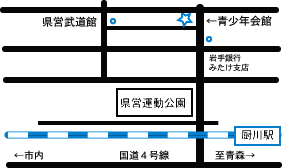 県営武道館
←青少年会館
岩手銀行
みたけ支店
県営運動公園
厨川駅
←市内
国道４号線
至青森→